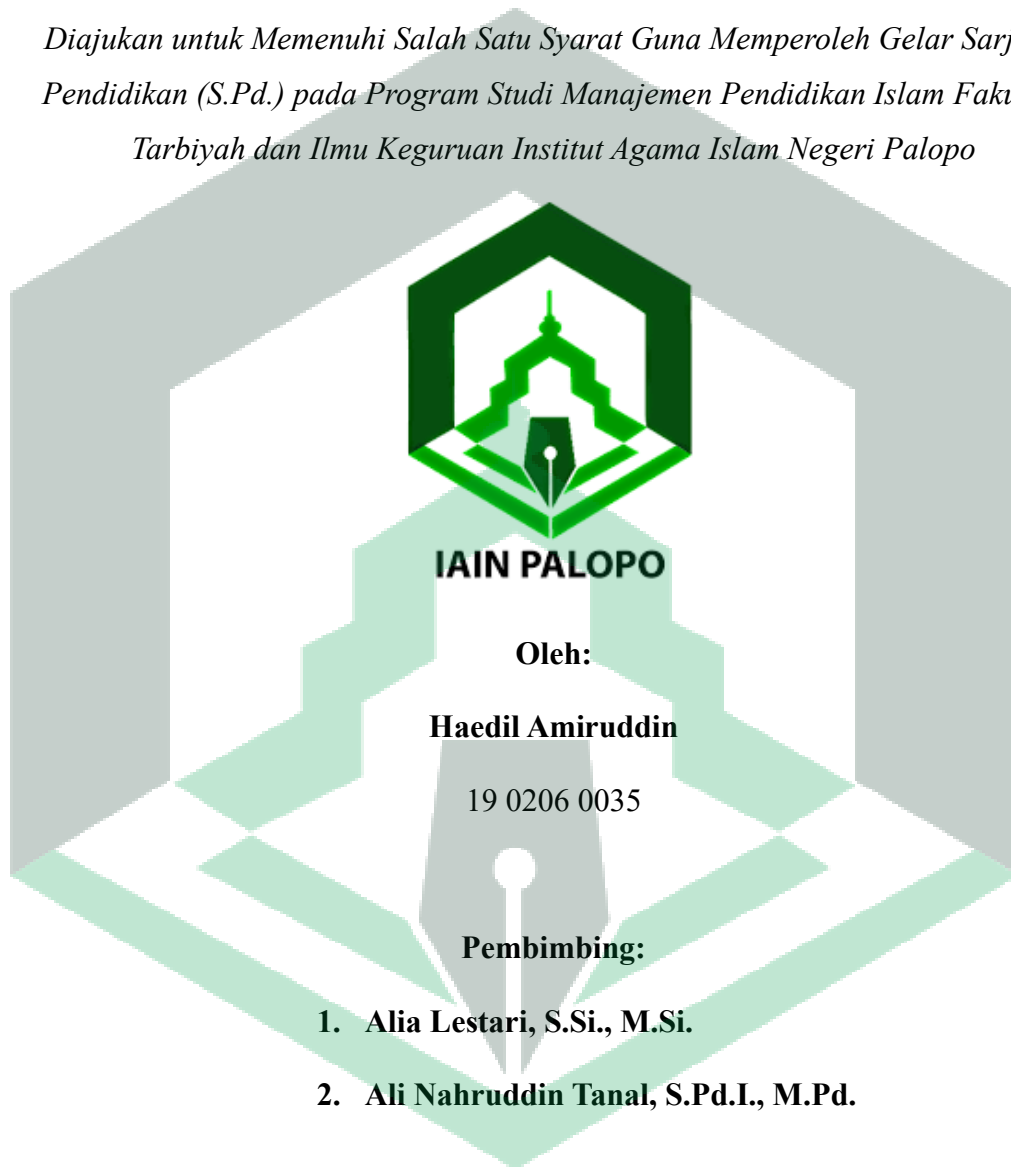 Diajukan untuk Memenuhi Salah Satu Syarat Guna Memperoleh Gelar
Pendidikan (S.Pd.) pada Program Studi Manajemen Pendidikan Islam
Tarbiyah dan Ilmu Keguruan Institut Agama Islam Negeri Palopo
IAIN PALOPO
Oleh:
Haedil Amiruddin
19 0206 0035
Pembimbing:
1. Alia Lestari, S.Si., M.Si.
2. Ali Nahruddin Tanal, S.Pd.I., M.Pd.